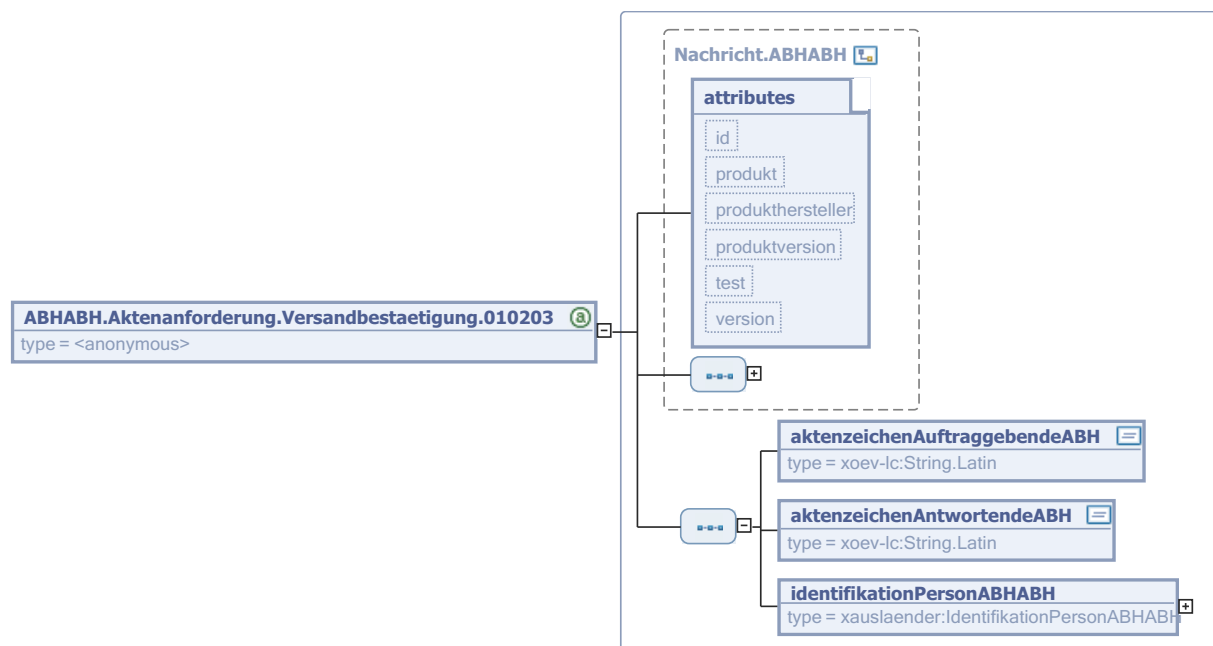 Nachricht.ABHABH
attributes
id
produkt
produkthersteller
produktversion
test
version
ABHABH.Aktenanforderung.Versandbestaetigung.010203
type = <anonymous>
aktenzeichenAuftraggebendeABH
type = xoev-lc:String.Latin
aktenzeichenAntwortendeABH
type = xoev-lc:String.Latin
identifikationPersonABHABH
type = xauslaender:IdentifikationPersonABHABH